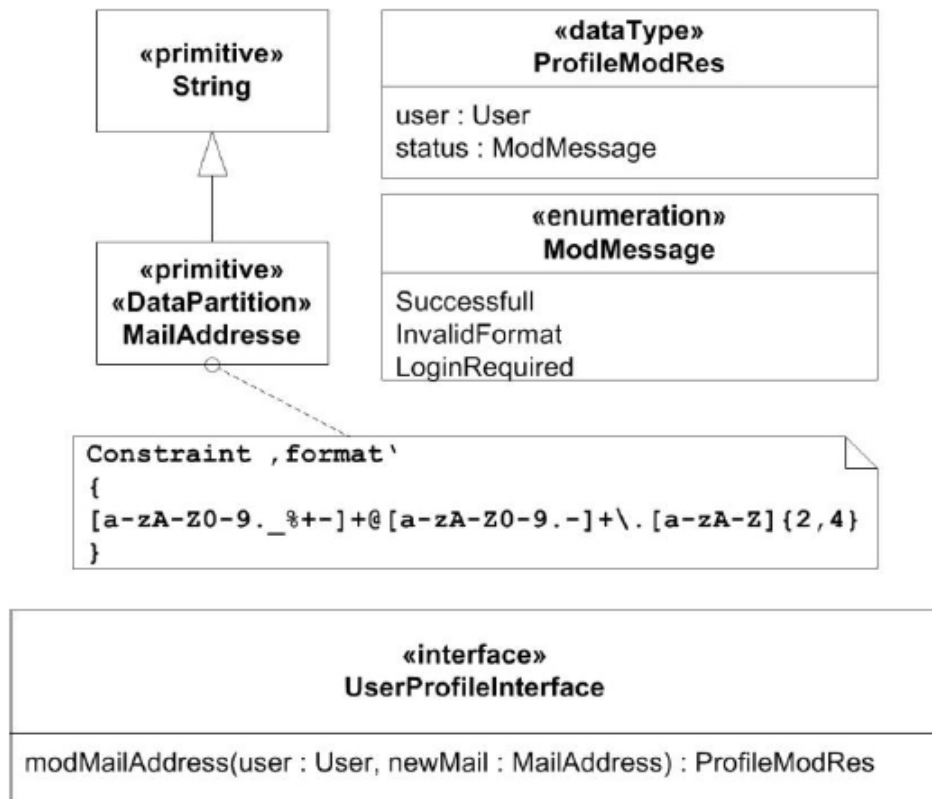 «primitive»
String
«dataType»
ProfileModRes
user : User
status : ModMessage
«primitive»
«DataPartition»
MailAddresse
«enumeration»
ModMessage
Successfull
InvalidFormat
LoginRequired
Constraint ‚format‘
{
[a-zA-Z0-9._%+-]+@[a-zA-Z0-9.-]+\.[a-zA-Z]{2,4}
}
«interface»
UserProfileInterface
modMailAddress(user : User, newMail : MailAddress) : ProfileModRes